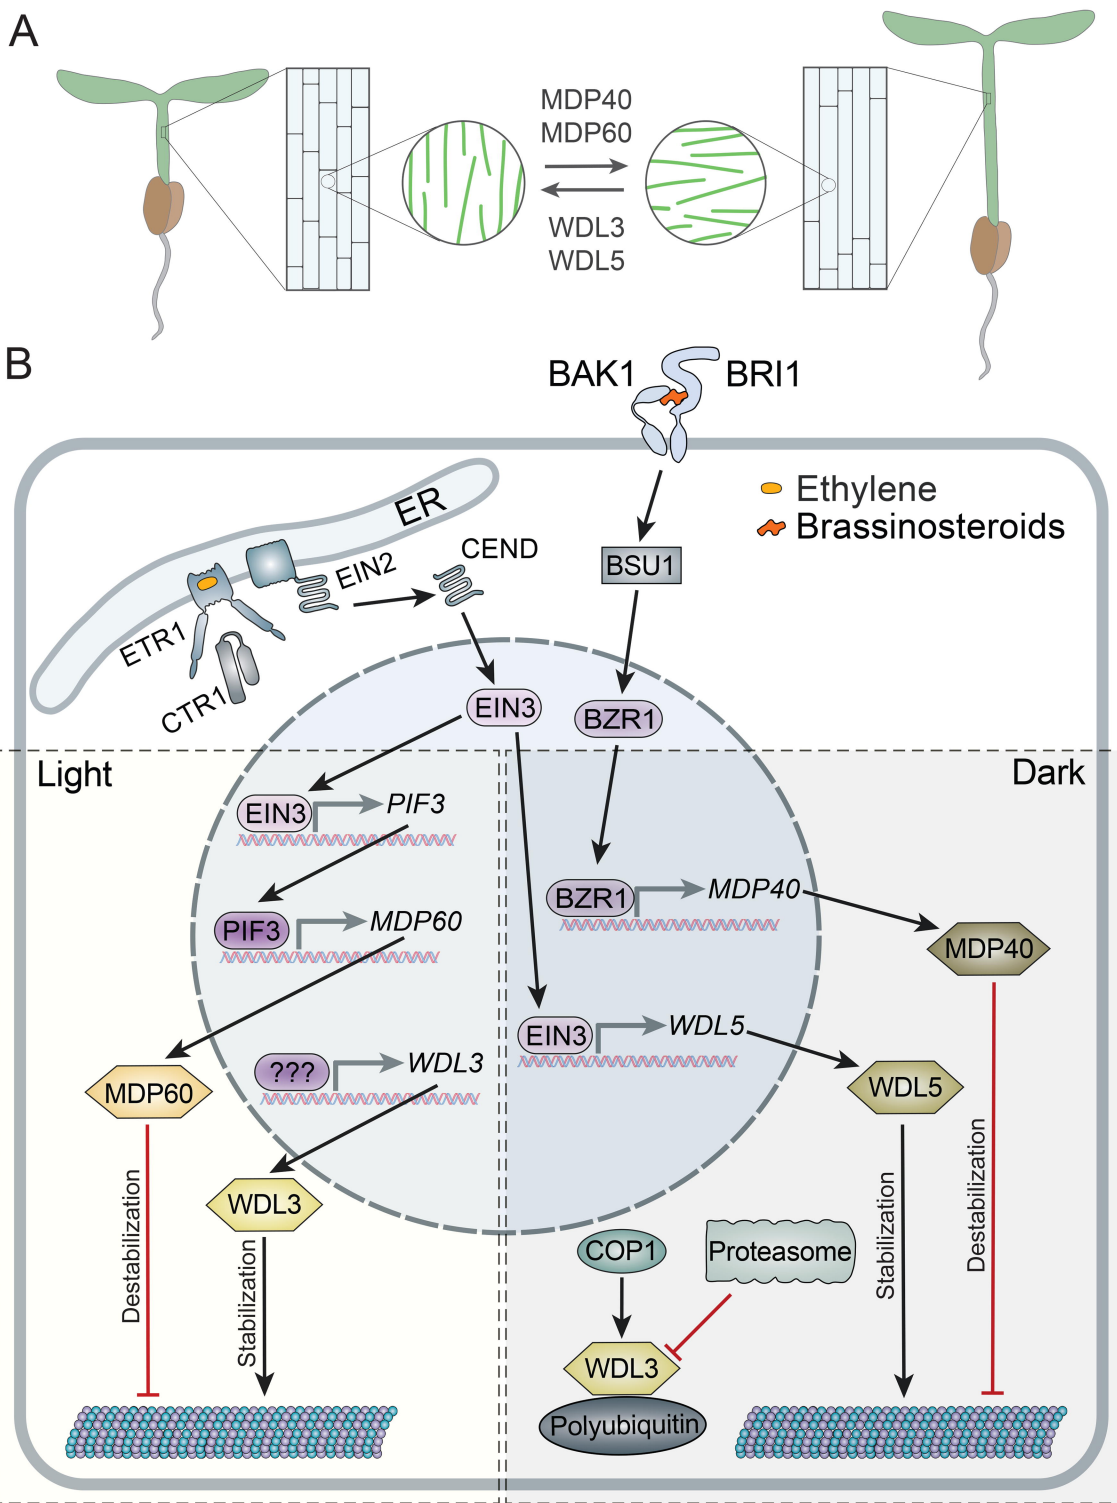 A
MDP40
MDP60
WDL3
WDL5
B
BAK1
BRI1
ER
Ethylene
Brassinosteroids
CEND
EIN2
BSU1
ETR1
CTR1
EIN3
BZR1
Light
Dark
EIN3
PIF3
BZR1
MDP40
PIF3
MDP60
MDP40
EIN3
WDL5
???
WDL3
MDP60
WDL5
WDL3
Destabilization
Stabilization
COP1
Proteasome
Stabilization
Destabilization
WDL3
Polyubiquitin